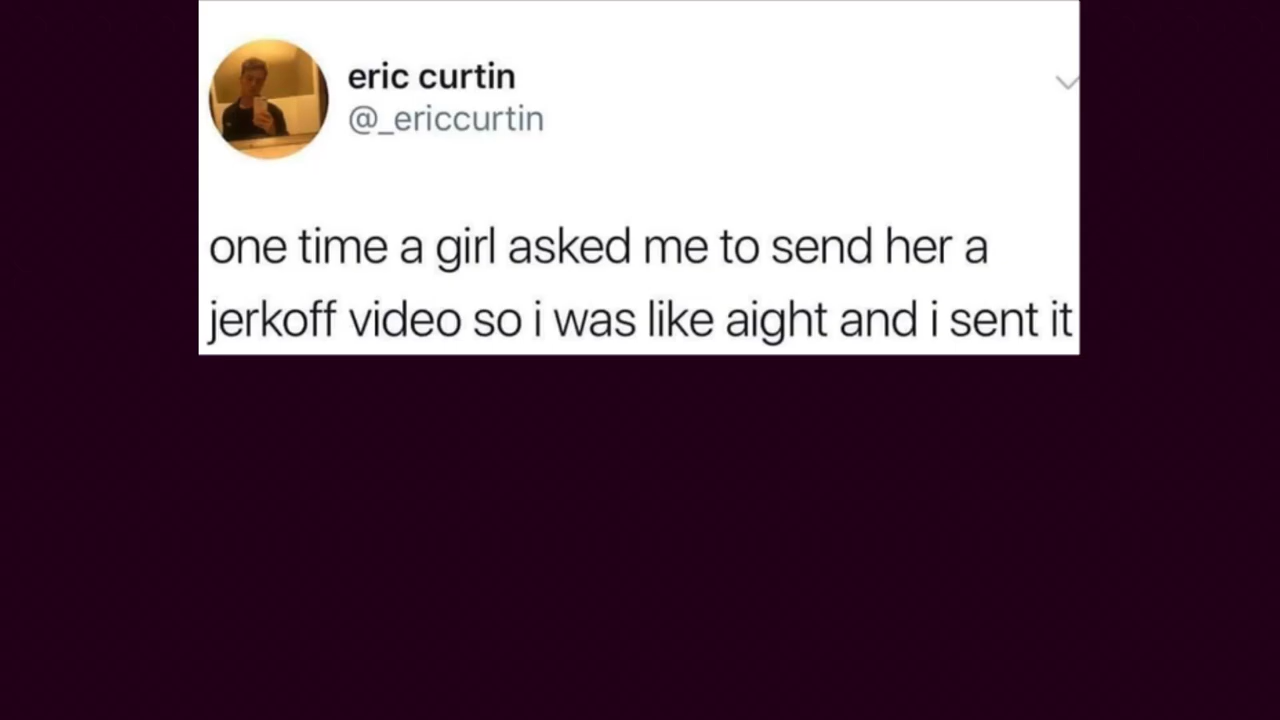 eric curtin
@_ericcurtin
one time a girl asked me to send her a
jerkoff video so i was like aight and i sent it